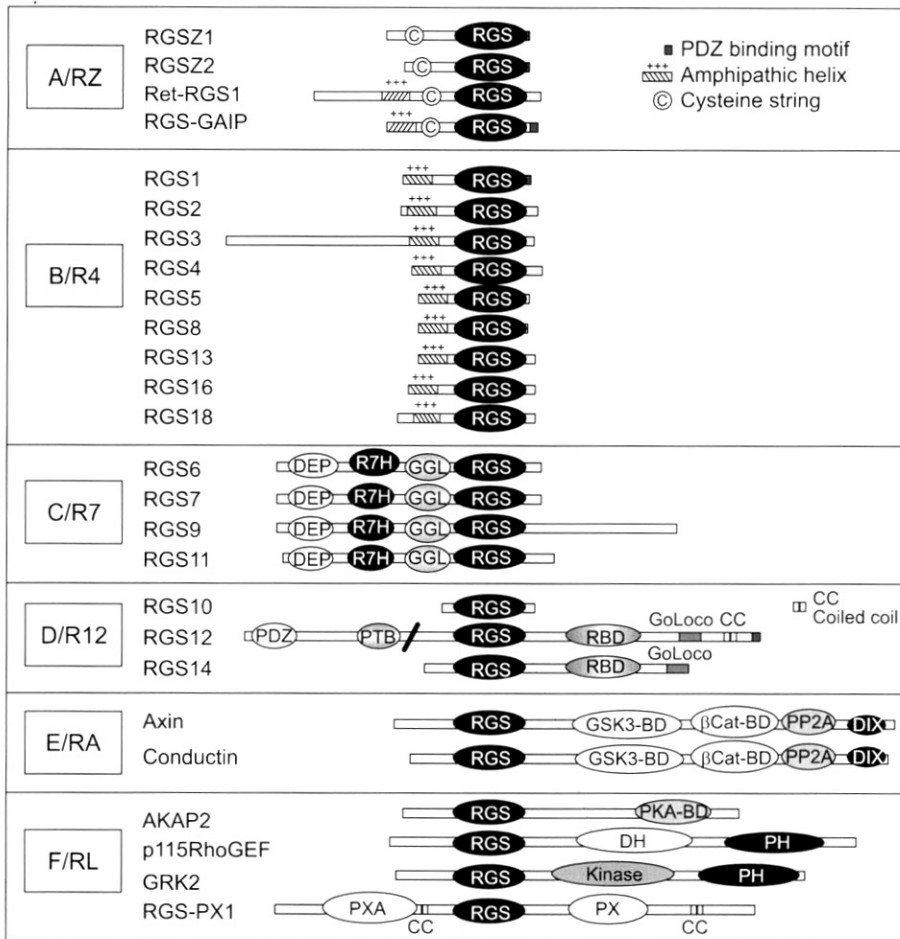 A/RZ
RGSZ1 C RGS
RGSZ2 C RGS
+++
Ret-RGS1 C RGS
+++
RGS-GAIP C RGS
PDZ binding motif
+++
Amphipathic helix
C Cysteine string
B/R4
+++
RGS1 RGS
+++
RGS2 RGS
+++
RGS3 RGS
+++
RGS4 RGS
+++
RGS5 RGS
+++
RGS8 RGS
+++
RGS13 RGS
+++
RGS16 RGS
+++
RGS18 RGS
C/R7
RGS6 DEP R7H GGL RGS
RGS7 DEP R7H GGL RGS
RGS9 DEP R7H GGL RGS
RGS11 DEP R7H GGL RGS
D/R12
RGS10 RGS
CC
Coiled coil
GoLoco CC
RGS12 PDZ PTB RGS RBD
GoLoco
RGS14 RGS RBD
E/RA
Axin RGS GSK3-BD βCat-BD PP2A DIX
Conductin RGS GSK3-BD βCat-BD PP2A DIX
F/RL
AKAP2 RGS PKA-BD
p115RhoGEF RGS DH PH
GRK2 RGS Kinase PH
RGS-PX1 PXA RGS PX
CC CC